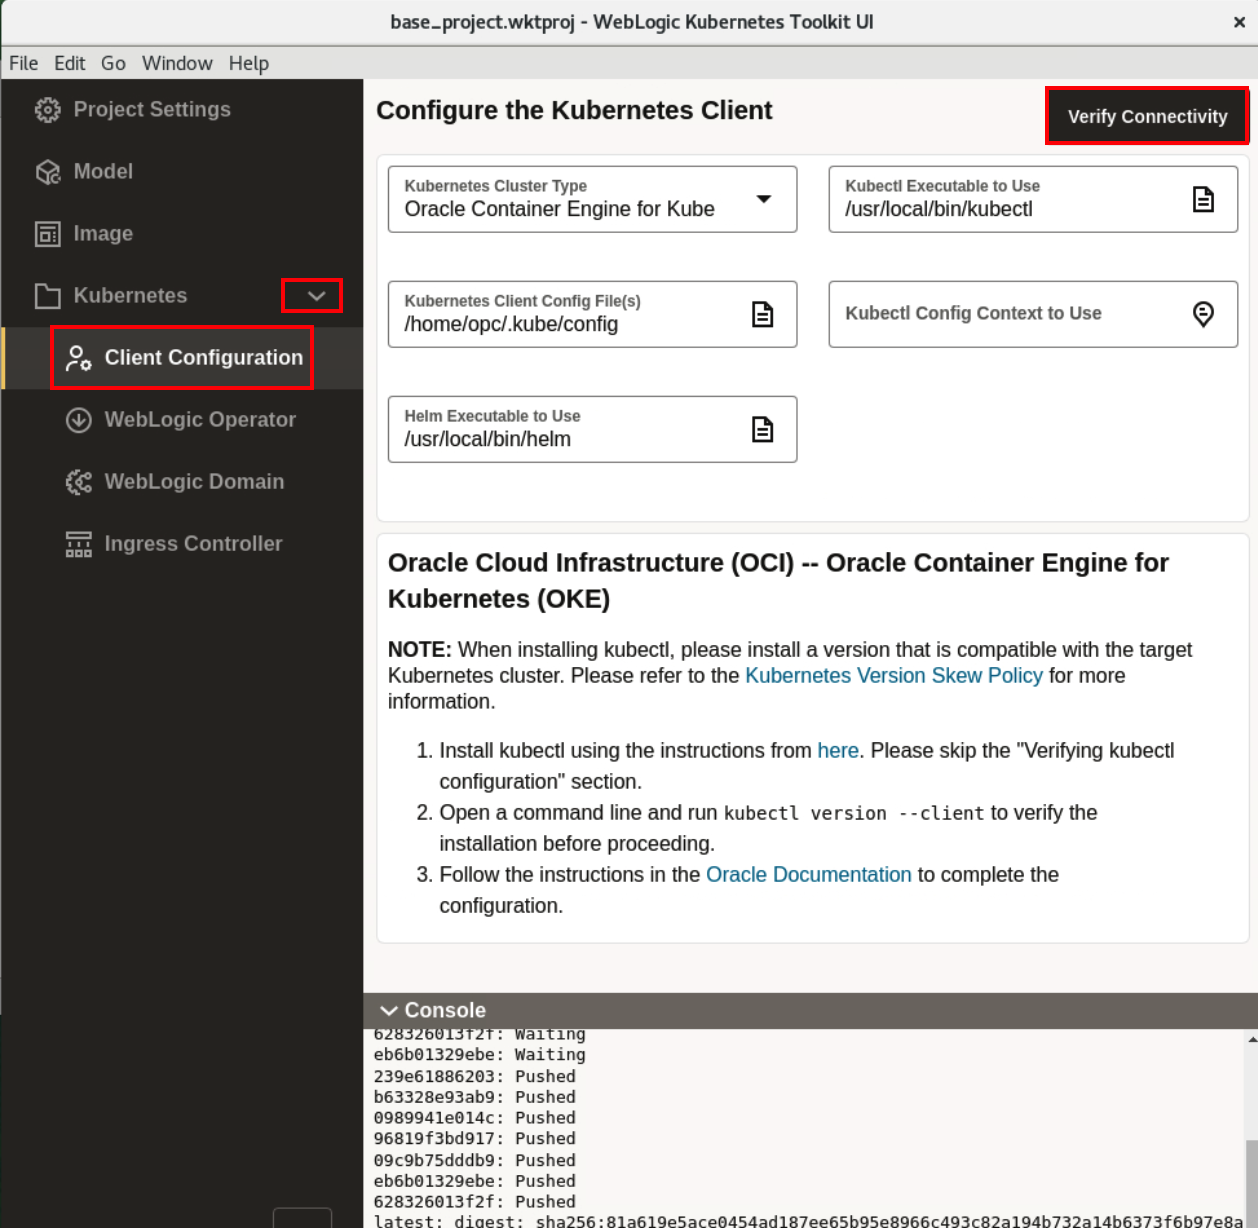 base_project.wktproj - WebLogic Kubernetes Toolkit UI
File Edit Go Window Help
Project Settings
Model
Image
Kubernetes
Client Configuration
WebLogic Operator
WebLogic Domain
Ingress Controller
Configure the Kubernetes Client
Verify Connectivity
Kubernetes Cluster Type
Oracle Container Engine for Kube
Kubectl Executable to Use
/usr/local/bin/kubectl
Kubernetes Client Config File(s)
/home/opc/.kube/config
Kubectl Config Context to Use
Helm Executable to Use
/usr/local/bin/helm
Oracle Cloud Infrastructure (OCI) -- Oracle Container Engine for
Kubernetes (OKE)
NOTE: When installing kubectl, please install a version that is compatible with the target
Kubernetes cluster. Please refer to the Kubernetes Version Skew Policy for more
information.
1. Install kubectl using the instructions from here. Please skip the "Verifying kubectl
configuration" section.
2. Open a command line and run kubectl version --client to verify the
installation before proceeding.
3. Follow the instructions in the Oracle Documentation to complete the
configuration.
Console
628326013f2f: Waiting
eb6b01329ebe: Waiting
239e61886203: Pushed
b63328e93ab9: Pushed
0989941e014c: Pushed
96819f3bd917: Pushed
09c9b75dddb9: Pushed
eb6b01329ebe: Pushed
628326013f2f: Pushed
latest: digest: sha256:81a619e5ace0454ad187ee65b95e8966c493c82a194b732a14b6373f6b97e8a